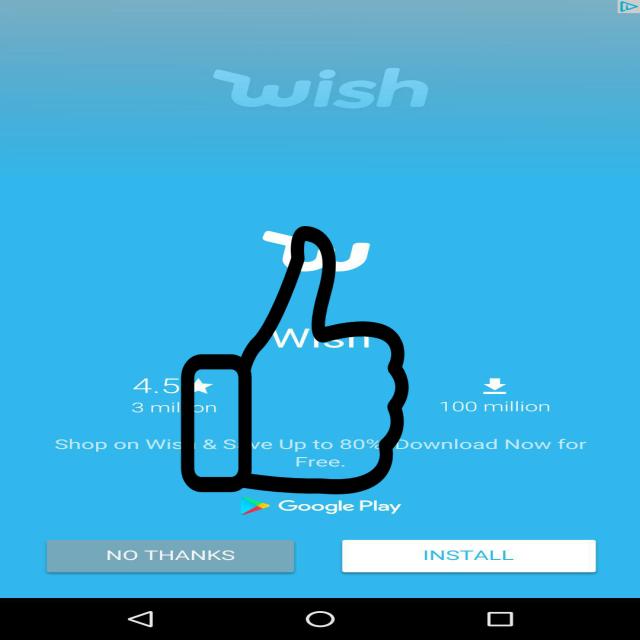 wish
Wish
4.5★
3 million
100 million
Shop on Wish & Save Up to 80%. Download Now for
Free.
Google Play
NO THANKS
INSTALL